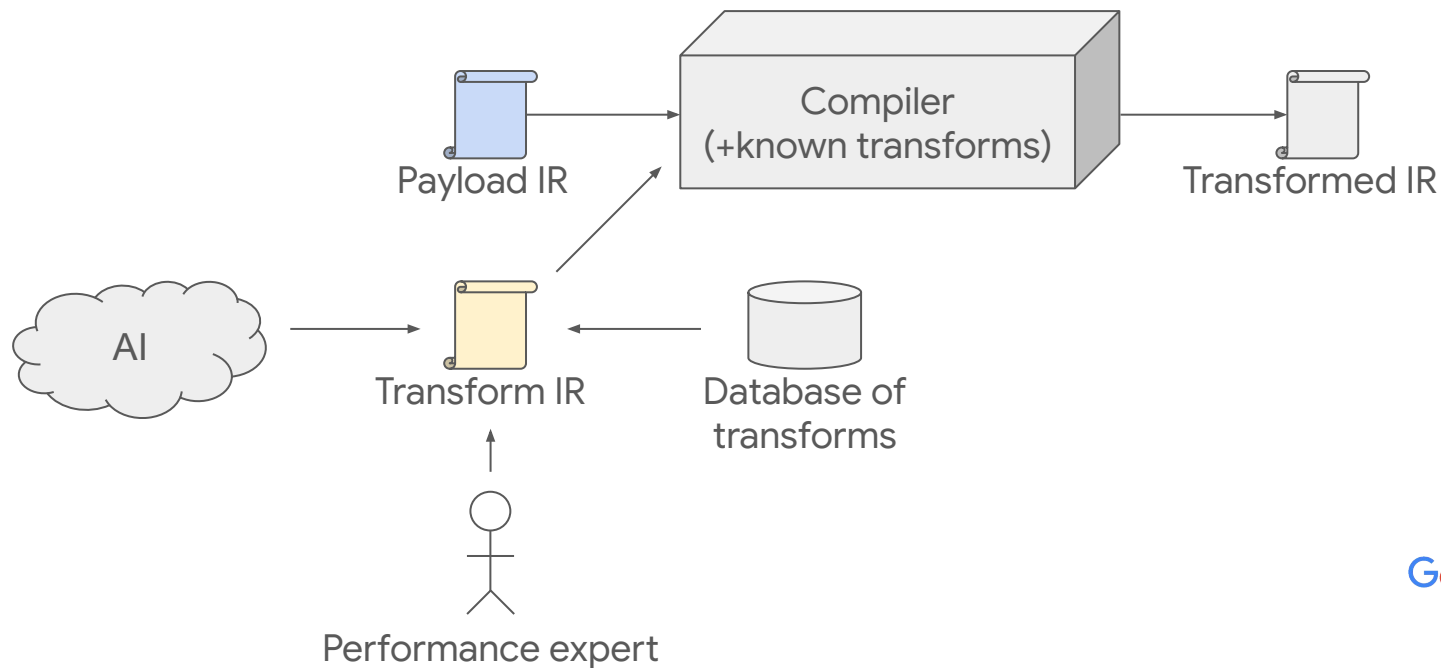 Compiler
(+known transforms)
Payload IR
Transformed IR
AI
Transform IR
Database of
transforms
Performance expert